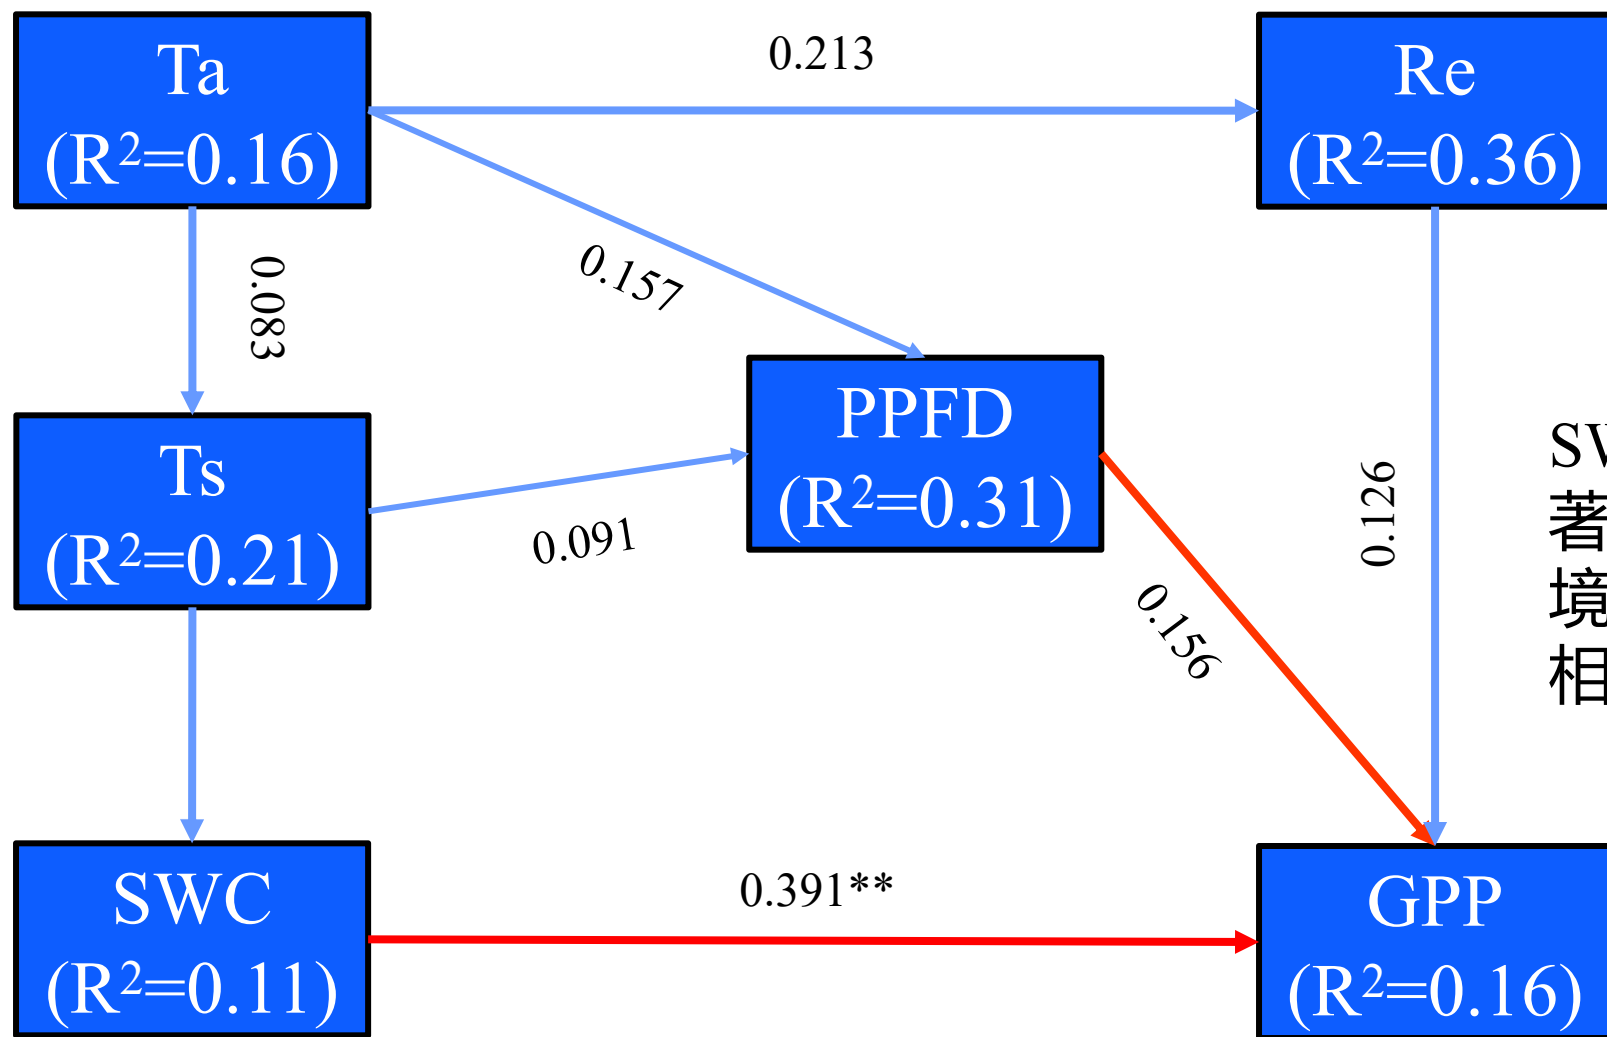 Ta
(R²=0.16)
0.213
Re
(R²=0.36)
0.083
0.157
Ts
(R²=0.21)
0.091
PPFD
(R²=0.31)
0.126
0.156
著
境
相
SWC
(R²=0.11)
0.391**
GPP
(R²=0.16)